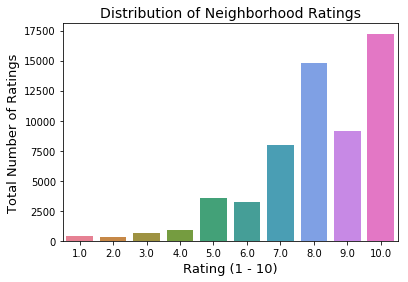 Distribution of Neighborhood Ratings
Total Number of Ratings
17500
15000
12500
10000
7500
5000
2500
0
1.0 2.0 3.0 4.0 5.0 6.0 7.0 8.0 9.0 10.0
Rating (1 - 10)